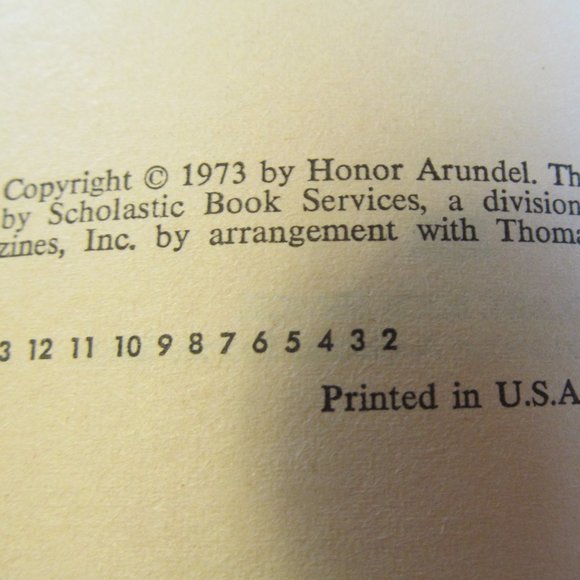 Copyright © 1973 by Honor Arundel. Th
by Scholastic Book Services, a division
zines, Inc. by arrangement with Thoma
3 12 11 10 9 8 7 6 5 4 3 2
Printed in U.S.A